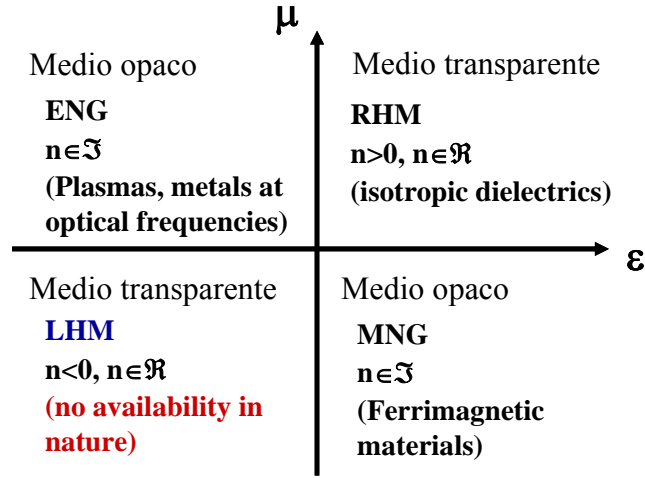 μ
Medio opaco
ENG
n∈ℑ
(Plasmas, metals at
optical frequencies)
Medio transparente
RHM
n>0, n∈ℜ
(isotropic dielectrics)
ε
Medio transparente
LHM
n<0, n∈ℜ
(no availability in
nature)
Medio opaco
MNG
n∈ℑ
(Ferrimagnetic
materials)